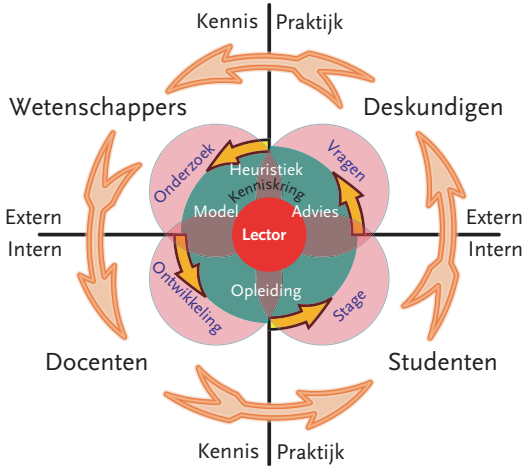 Kennis Praktijk
Wetenschappers
Deskundigen
Onderzoek
Vragen
Heuristiek
Kenniskring
Model
Advies
Extern
Extern
Lector
Intern
Intern
Opleiding
Ontwikkeling
Stage
Docenten
Studenten
Kennis Praktijk